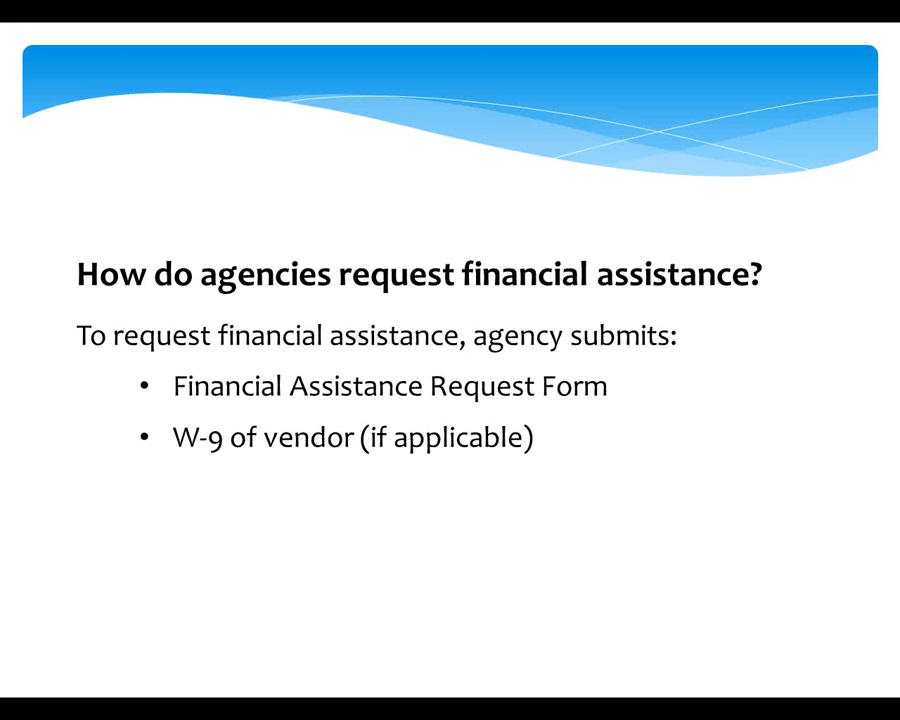 How do agencies request financial assistance?
To request financial assistance, agency submits:
• Financial Assistance Request Form
• W-9 of vendor (if applicable)